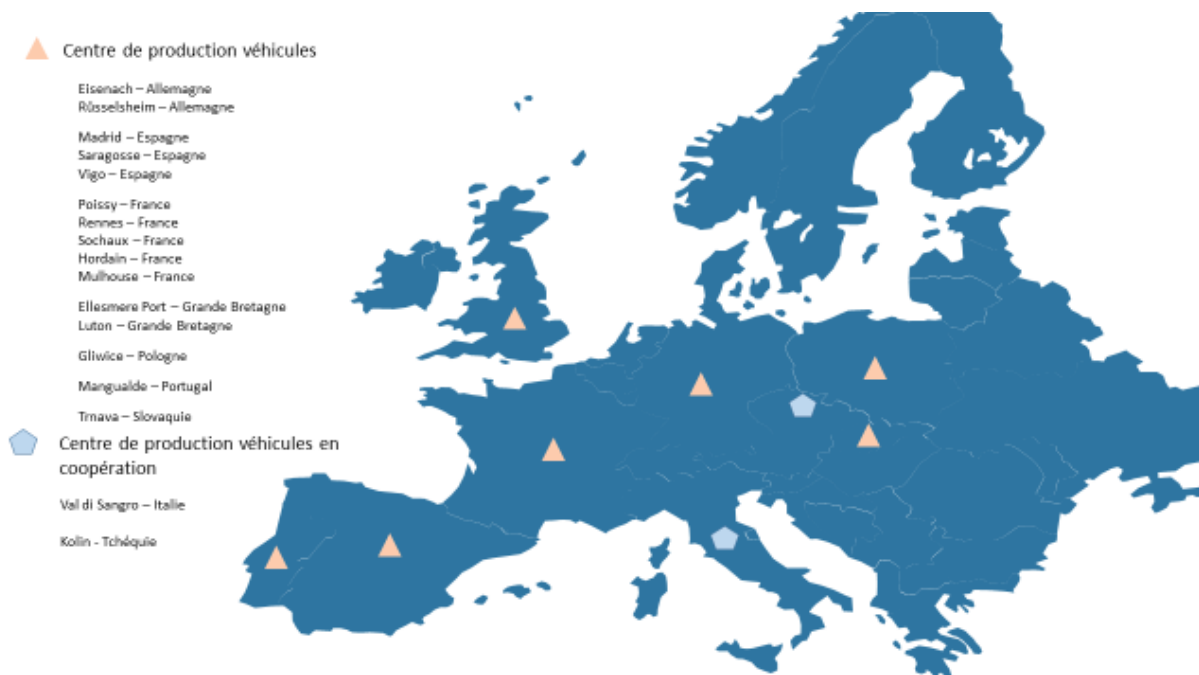 Centre de production véhicules
Eisenach – Allemagne
Rüsselsheim – Allemagne
Madrid – Espagne
Saragosse – Espagne
Vigo – Espagne
Poissy – France
Rennes – France
Sochaux – France
Hordain – France
Mulhouse – France
Ellesmere Port – Grande Bretagne
Luton – Grande Bretagne
Gliwice – Pologne
Mangualde – Portugal
Trnava – Slovaquie
Centre de production véhicules en
coopération
Val di Sangro – Italie
Kolin - Tchéquie